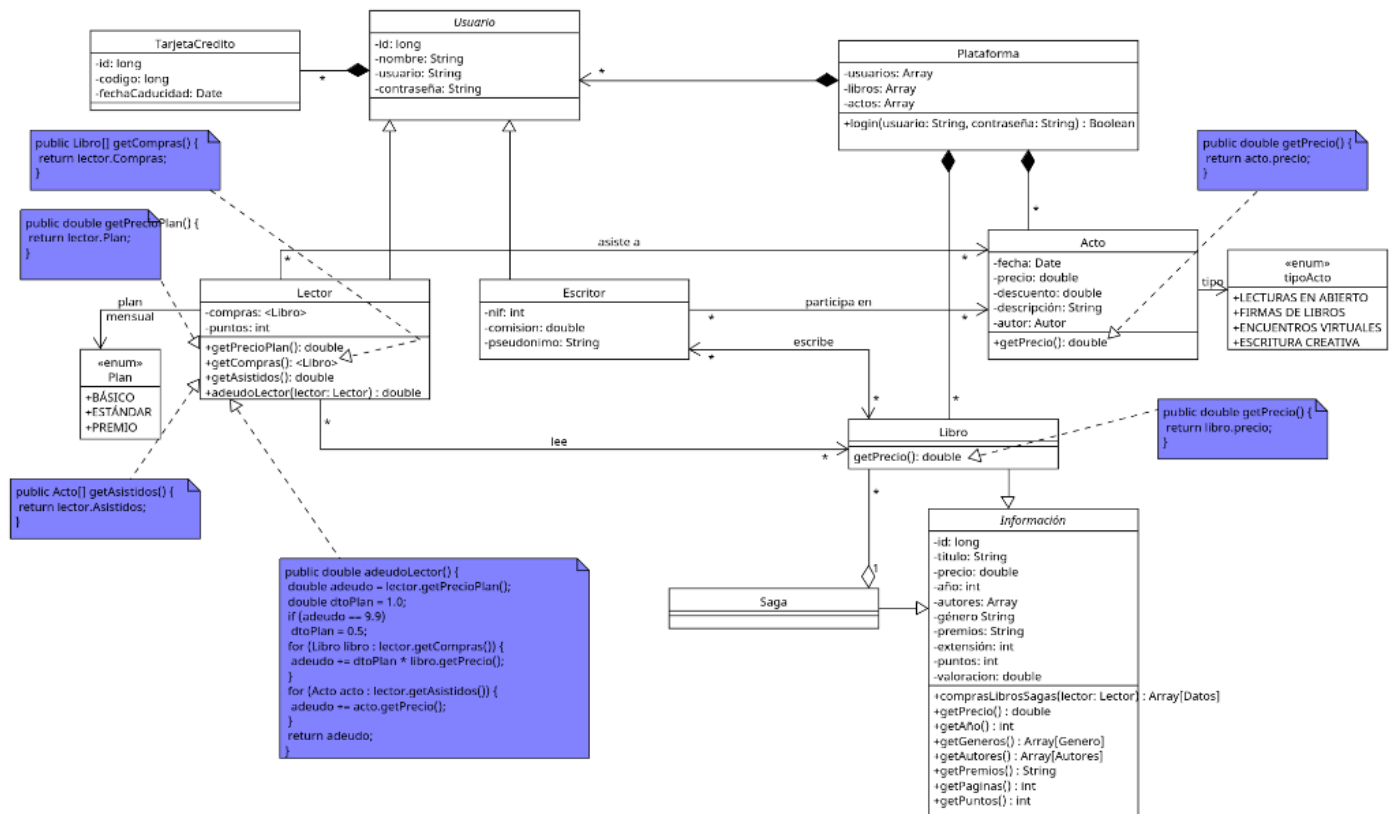 TarjetaCredito
-id: long
-codigo: long
-fechaCaducidad: Date
*
Usuario
-id: long
-nombre: String
-usuario: String
-contraseña: String
*
Plataforma
-usuarios: Array
-libros: Array
-actos: Array
+login(usuario: String, contraseña: String) : Boolean
public Libro[] getCompras() {
return lector.Compras;
}
public double getPrecio() {
return acto.precio;
}
public double getPrecioPlan() {
return lector.Plan;
}
asiste a
*
*
*
Acto
-fecha: Date
-precio: double
-descuento: double
-descripción: String
-autor: Autor
+getPrecio(): double
tipo
«enum»
tipoActo
+LECTURAS EN ABIERTO
+FIRMAS DE LIBROS
+ENCUENTROS VIRTUALES
+ESCRITURA CREATIVA
plan
mensual
Lector
-compras: <Libro>
-puntos: int
+getPrecioPlan(): double
+getCompras(): <Libro>
+getAsistidos(): double
+adeudoLector(lector: Lector) : double
Escritor
-nif: int
-comision: double
-pseudonimo: String
participa en
*
*
escribe
*
*
*
«enum»
Plan
+BÁSICO
+ESTÁNDAR
+PREMIO
lee
*
*
Libro
getPrecio(): double
public double getPrecio() {
return libro.precio;
}
public Acto[] getAsistidos() {
return lector.Asistidos;
}
*
1
Saga
Información
-id: long
-titulo: String
-precio: double
-año: int
-autores: Array
-género String
-premios: String
-extensión: int
-puntos: int
-valoracion: double
+comprasLibrosSagas(lector: Lector) : Array[Datos]
+getPrecio() : double
+getAño() : int
+getGeneros() : Array[Genero]
+getAutores() : Array[Autores]
+getPremios() : String
+getPaginas() : int
+getPuntos() : int
public double adeudoLector() {
double adeudo = lector.getPrecioPlan();
double dtoPlan = 1.0;
if (adeudo == 9.9)
dtoPlan = 0.5;
for (Libro libro : lector.getCompras()) {
adeudo += dtoPlan * libro.getPrecio();
}
for (Acto acto : lector.getAsistidos()) {
adeudo += acto.getPrecio();
}
return adeudo;
}